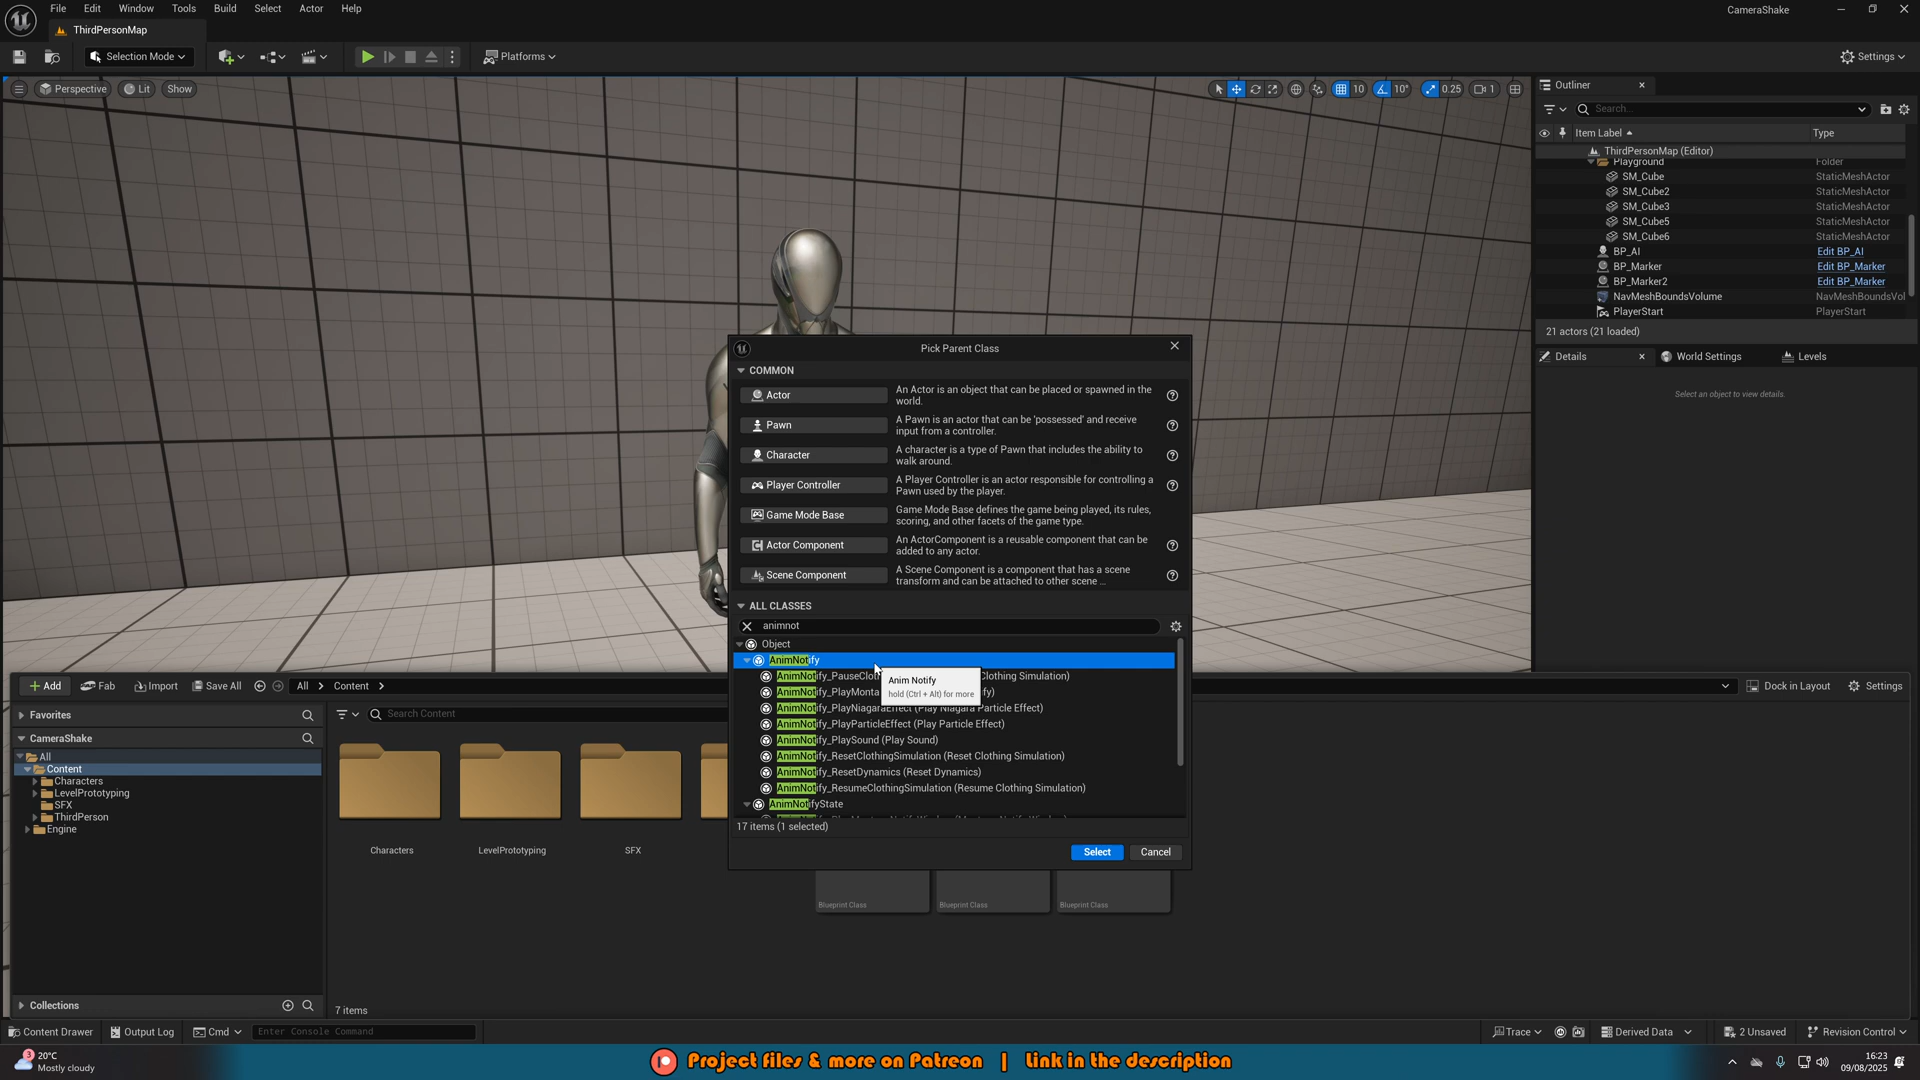 File Edit Window Tools Build Select Actor Help
CameraShake
ThirdPersonMap
Selection Mode
Platforms
Settings
Perspective Lit Show
10 10° 0.25 1
Outliner
Search...
Item Label Type
ThirdPersonMap (Editor)
Playground Folder
SM_Cube StaticMeshActor
SM_Cube2 StaticMeshActor
SM_Cube3 StaticMeshActor
SM_Cube5 StaticMeshActor
SM_Cube6 StaticMeshActor
BP_AI Edit BP_AI
BP_Marker Edit BP_Marker
BP_Marker2 Edit BP_Marker
NavMeshBoundsVolume NavMeshBoundsVol
PlayerStart PlayerStart
21 actors (21 loaded)
Details World Settings Levels
Select an object to view details.
Pick Parent Class
COMMON
Actor
An Actor is an object that can be placed or spawned in the
world.
Pawn
A Pawn is an actor that can be 'possessed' and receive
input from a controller.
Character
A character is a type of Pawn that includes the ability to
walk around.
Player Controller
A Player Controller is an actor responsible for controlling a
Pawn used by the player.
Game Mode Base
Game Mode Base defines the game being played, its rules,
scoring, and other facets of the game type.
Actor Component
An ActorComponent is a reusable component that can be
added to any actor.
Scene Component
A Scene Component is a component that has a scene
transform and can be attached to other scene ...
ALL CLASSES
animnot
Object
AnimNotify
AnimNotify_PauseClot Clothing Simulation)
AnimNotify_PlayMonta fy)
AnimNotify_PlayNiagaraEffect (Play Niagara Particle Effect)
AnimNotify_PlayParticleEffect (Play Particle Effect)
AnimNotify_PlaySound (Play Sound)
AnimNotify_ResetClothingSimulation (Reset Clothing Simulation)
AnimNotify_ResetDynamics (Reset Dynamics)
AnimNotify_ResumeClothingSimulation (Resume Clothing Simulation)
AnimNotifyState
17 items (1 selected)
Select Cancel
Anim Notify
hold (Ctrl + Alt) for more
Add Fab Import Save All All Content
Dock in Layout Settings
Favorites
CameraShake
All
Content
Characters
LevelPrototyping
SFX
ThirdPerson
Engine
Collections
Search Content
Characters LevelPrototyping SFX
Blueprint Class Blueprint Class Blueprint Class
7 items
Content Drawer Output Log Cmd Enter Console Command
Trace Derived Data 2 Unsaved Revision Control
3
20°C
Mostly cloudy
Project files & more on Patreon | Link in the description
16:23
09/08/2025